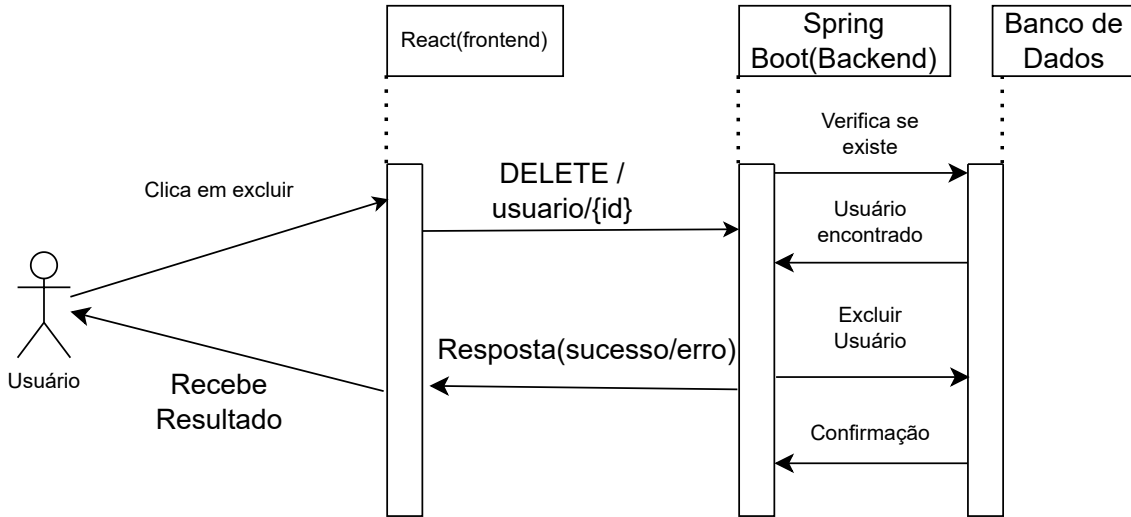 React(frontend)
Spring
Boot(Backend)
Banco de
Dados
Verifica se
existe
Clica em excluir
DELETE /
usuario/{id}
Usuário
encontrado
Excluir
Usuário
Resposta(sucesso/erro)
Usuário
Recebe
Resultado
Confirmação